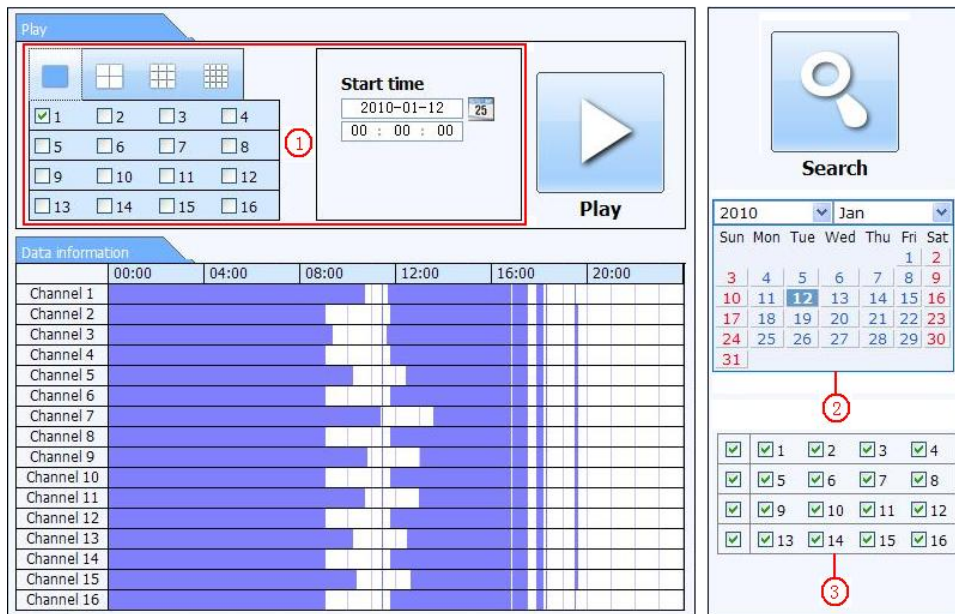 Play
1 2 3 4
5 6 7 8
9 10 11 12
13 14 15 16
1
Start time
2010-01-12 25
00 : 00 : 00
Play
Data information
00:00 04:00 08:00 12:00 16:00 20:00
Channel 1
Channel 2
Channel 3
Channel 4
Channel 5
Channel 6
Channel 7
Channel 8
Channel 9
Channel 10
Channel 11
Channel 12
Channel 13
Channel 14
Channel 15
Channel 16
Search
2010 Jan
Sun Mon Tue Wed Thu Fri Sat
1 2
3 4 5 6 7 8 9
10 11 12 13 14 15 16
17 18 19 20 21 22 23
24 25 26 27 28 29 30
31
2
1 2 3 4
5 6 7 8
9 10 11 12
13 14 15 16
3